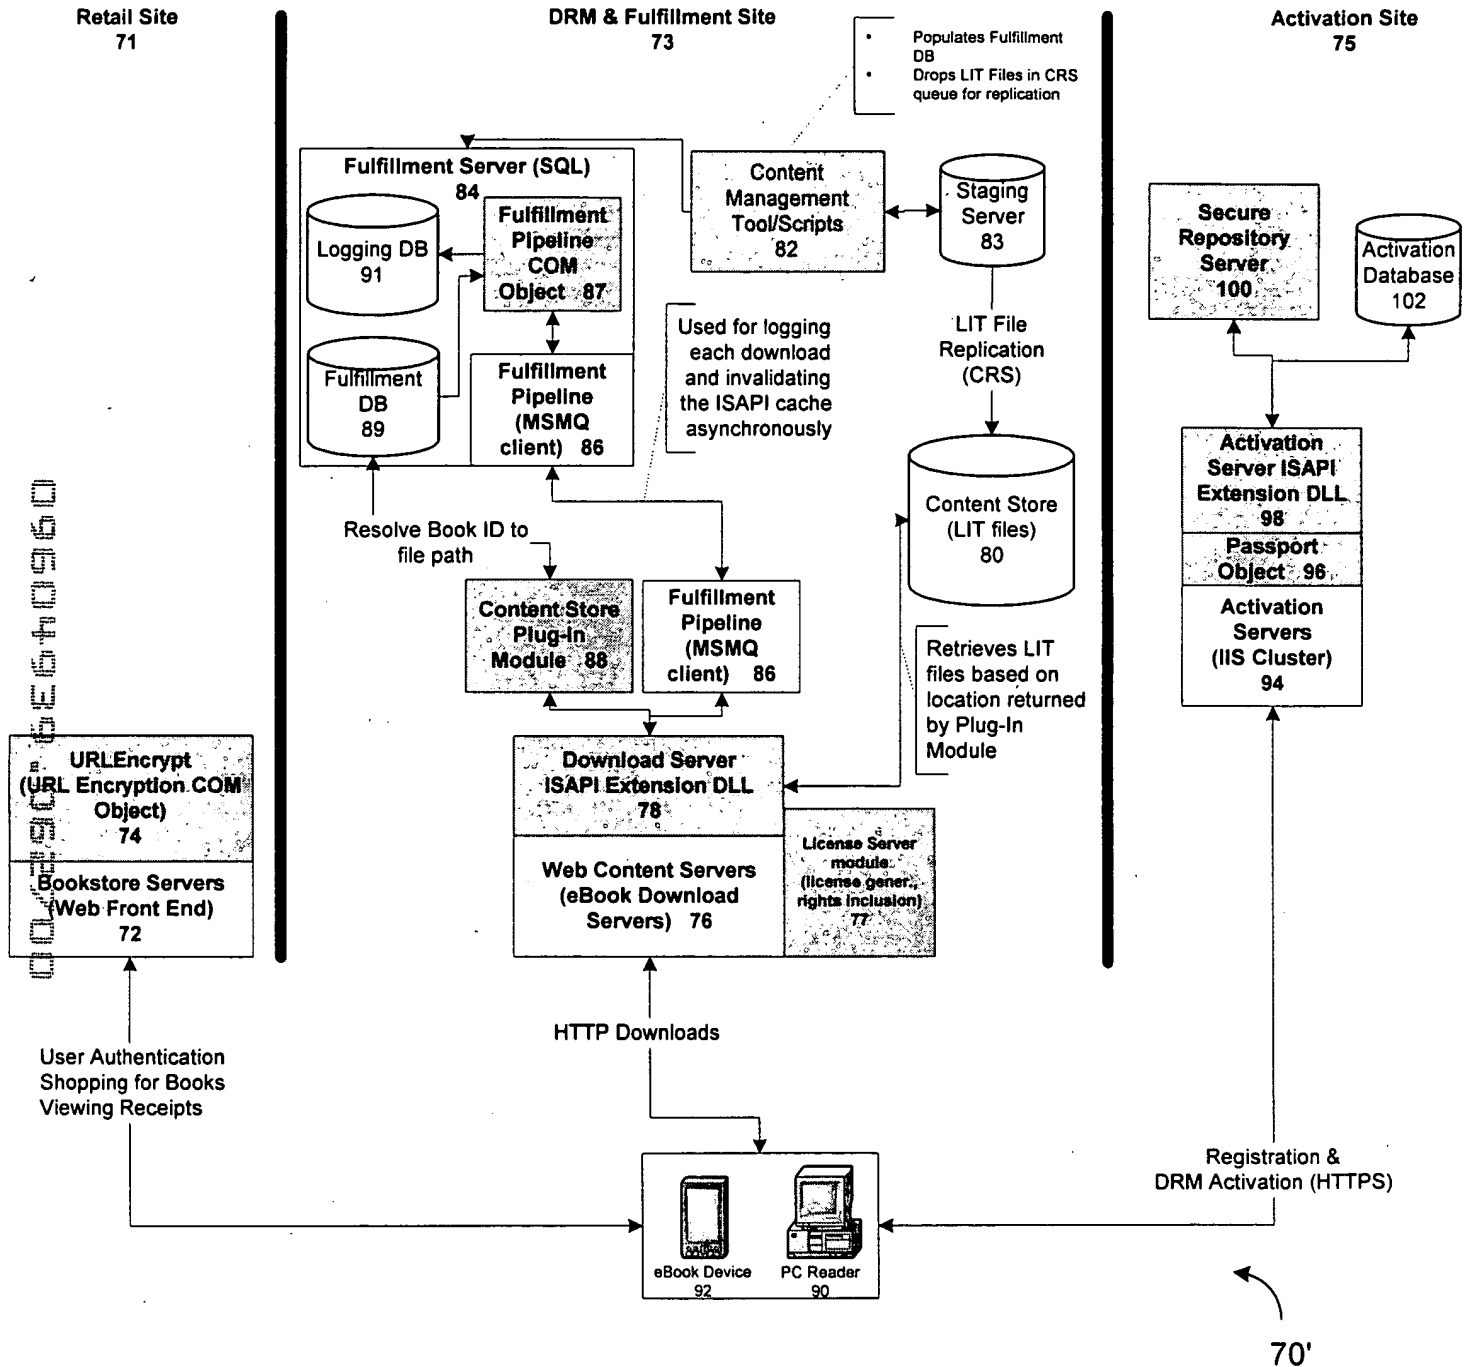 Retail Site
71
DRM & Fulfillment Site
73
Activation Site
75
• Populates Fulfillment
DB
• Drops LIT Files in CRS
queue for replication
Fulfillment Server (SQL)
84
Logging DB
91
Fulfillment
Pipeline
COM
Object 87
Fulfillment
DB
89
Fulfillment
Pipeline
(MSMQ
client) 86
Content
Management
Tool/Scripts
82
Staging
Server
83
Used for logging
each download
and invalidating
the ISAPI cache
asynchronously
LIT File
Replication
(CRS)
Content Store
(LIT files)
80
Resolve Book ID to
file path
Content Store
Plug-In
Module 88
Fulfillment
Pipeline
(MSMQ
client) 86
Retrieves LIT
files based on
location returned
by Plug-In
Module
Download Server
ISAPI Extension DLL
78
Web Content Servers
(eBook Download
Servers) 76
License Server
module
(license gener.,
rights inclusion)
77
Secure
Repository
Server
100
Activation
Database
102
Activation
Server ISAPI
Extension DLL
98
Passport
Object 96
Activation
Servers
(IIS Cluster)
94
URLEncrypt
(URL Encryption COM
Object)
74
Bookstore Servers
(Web Front End)
72
User Authentication
Shopping for Books
Viewing Receipts
HTTP Downloads
Registration &
DRM Activation (HTTPS)
eBook Device
92
PC Reader
90
70'